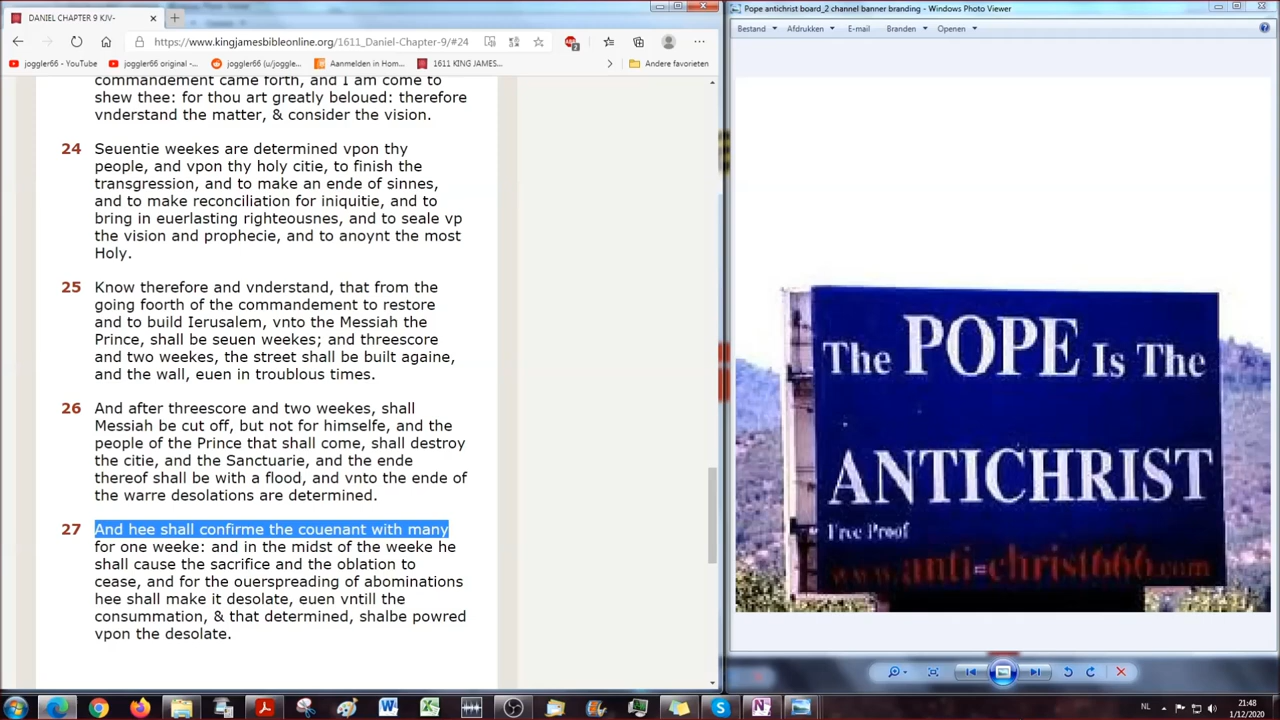 DANIEL CHAPTER 9 KJV-
https://www.kingjamesbibleonline.org/1611_Daniel-Chapter-9/#24
joggler66 - YouTube
joggler66 original -...
joggler66 (u/joggle...
Aanmelden in Hom...
1611 KING JAMES...
Andere favorieten
commandement came forth, and I am come to
shew thee: for thou art greatly beloued: therefore
vnderstand the matter, & consider the vision.
24 Seuentie weekes are determined vpon thy
people, and vpon thy holy citie, to finish the
transgression, and to make an ende of sinnes,
and to make reconciliation for iniquitie, and to
bring in euerlasting righteousnes, and to seale vp
the vision and prophecie, and to anoynt the most
Holy.
25 Know therefore and vnderstand, that from the
going foorth of the commandement to restore
and to build Ierusalem, vnto the Messiah the
Prince, shall be seuen weekes; and threescore
and two weekes, the street shall be built againe,
and the wall, euen in troublous times.
26 And after threescore and two weekes, shall
Messiah be cut off, but not for himselfe, and the
people of the Prince that shall come, shall destroy
the citie, and the Sanctuarie, and the ende
thereof shall be with a flood, and vnto the ende of
the warre desolations are determined.
27 And hee shall confirme the couenant with many
for one weeke: and in the midst of the weeke he
shall cause the sacrifice and the oblation to
cease, and for the ouerspreading of abominations
hee shall make it desolate, euen vntill the
consummation, & that determined, shalbe powred
vpon the desolate.
Pope antichrist board_2 channel banner branding - Windows Photo Viewer
Bestand
Afdrukken
E-mail
Branden
Openen
The POPE Is The
ANTICHRIST
Free Proof
www.anti-christ666.com
NL
21:48
1/12/2020